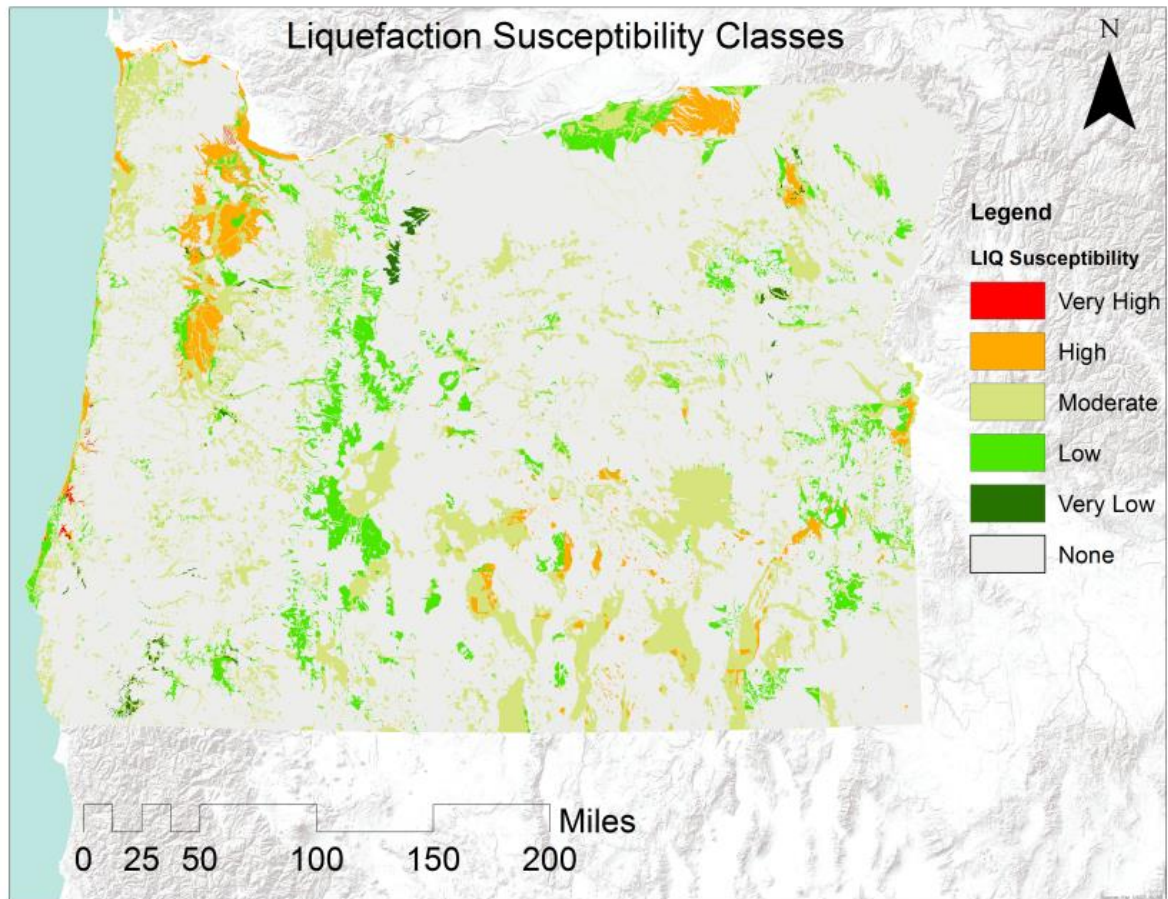 Liquefaction Susceptibility Classes
N
Legend
LIQ Susceptibility
Very High
High
Moderate
Low
Very Low
None
Miles
0 25 50 100 150 200